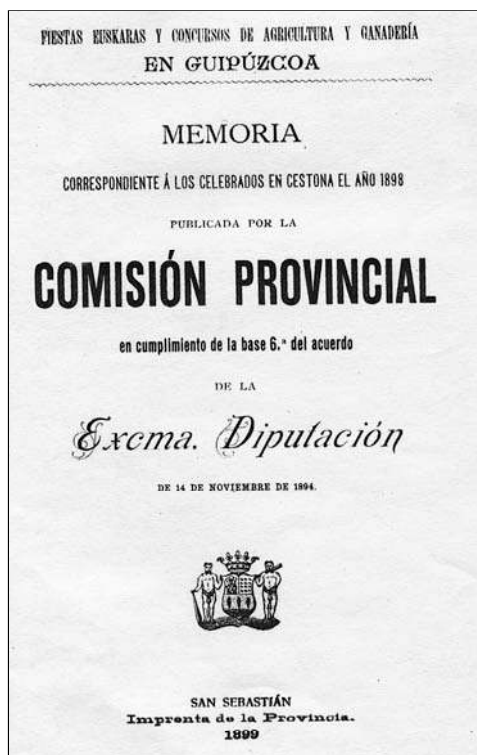 FIESTAS EUSKARAS Y CONCURSOS DE AGRICULTURA Y GANADERÍA
EN GUIPÚZCOA
MEMORIA
CORRESPONDIENTE Á LOS CELEBRADOS EN CESTONA EL AÑO 1898
PUBLICADA POR LA
COMISIÓN PROVINCIAL
en cumplimiento de la base 6.ª del acuerdo
DE LA
Excma. Diputación
DE 14 DE NOVIEMBRE DE 1894.
SAN SEBASTIÁN
Imprenta de la Provincia.
1899